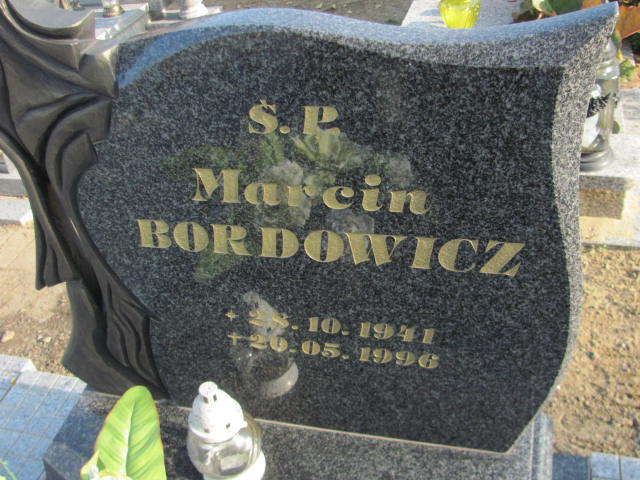 Ś.P.
Marcin
BORDOWICZ
* 28.10.1941
† 20.05.1996